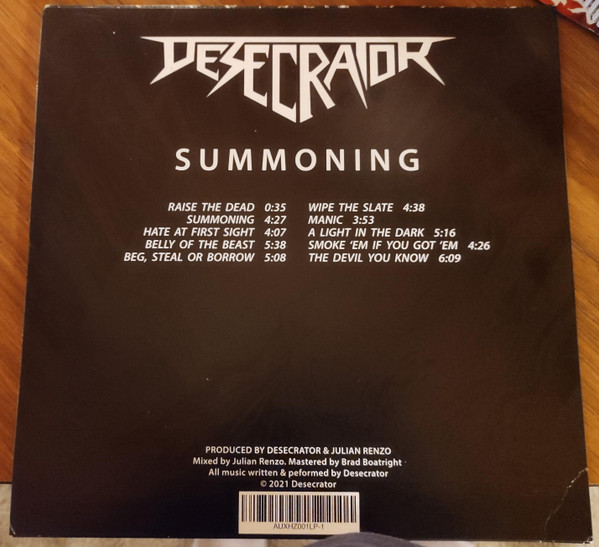 DESECRATOR
SUMMONING
RAISE THE DEAD 0:35
SUMMONING 4:27
HATE AT FIRST SIGHT 4:07
BELLY OF THE BEAST 5:38
BEG, STEAL OR BORROW 5:08
WIPE THE SLATE 4:38
MANIC 3:53
A LIGHT IN THE DARK 5:16
SMOKE 'EM IF YOU GOT 'EM 4:26
THE DEVIL YOU KNOW 6:09
PRODUCED BY DESECRATOR & JULIAN RENZO
Mixed by Julian Renzo. Mastered by Brad Boatright
All music written & peformed by Desecrator
© 2021 Desecrator
AUXHZ001LP-1